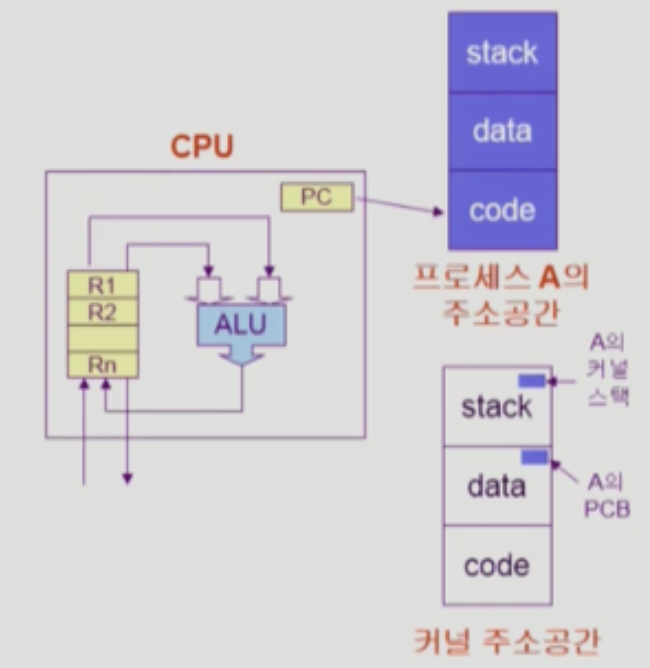 CPU
PC
R1
R2
Rn
ALU
stack
data
code
프로세스 A의
주소공간
stack
data
code
A의
커널
스택
A의
PCB
커널 주소공간